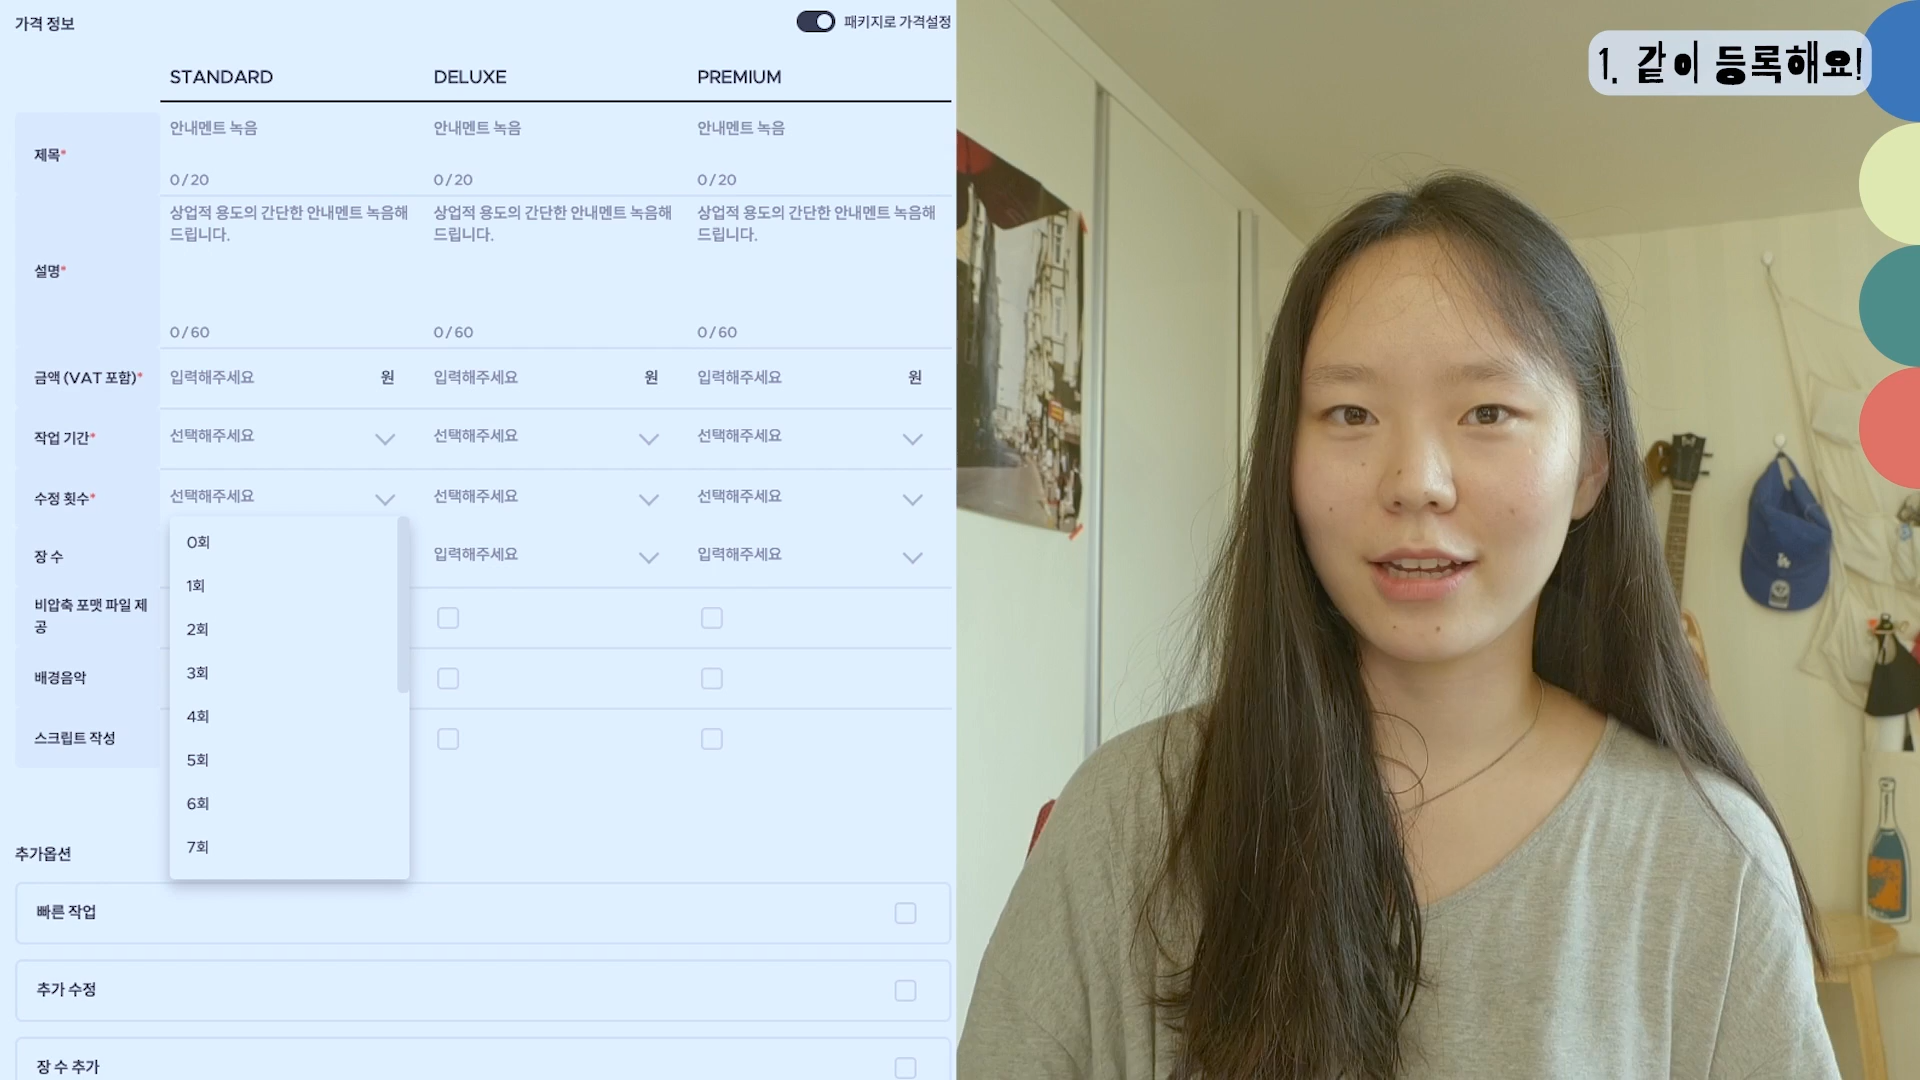 가격 정보
패키지로 가격설정
STANDARD DELUXE PREMIUM
제목*
안내멘트 녹음 안내멘트 녹음 안내멘트 녹음
0/20 0/20 0/20
설명*
상업적 용도의 간단한 안내멘트 녹음해 상업적 용도의 간단한 안내멘트 녹음해 상업적 용도의 간단한 안내멘트 녹음해
드립니다. 드립니다. 드립니다.
0/60 0/60 0/60
금액 (VAT 포함)* 입력해주세요 원 입력해주세요 원 입력해주세요 원
작업 기간* 선택해주세요 선택해주세요 선택해주세요
수정 횟수* 선택해주세요 선택해주세요 선택해주세요
0회
1회
2회
3회
4회
5회
6회
7회
장 수 입력해주세요 입력해주세요
비압축 포맷 파일 제
공
배경음악
스크립트 작성
추가옵션
빠른 작업
추가 수정
장 수 추가
1. 같이 등록해요!
LA